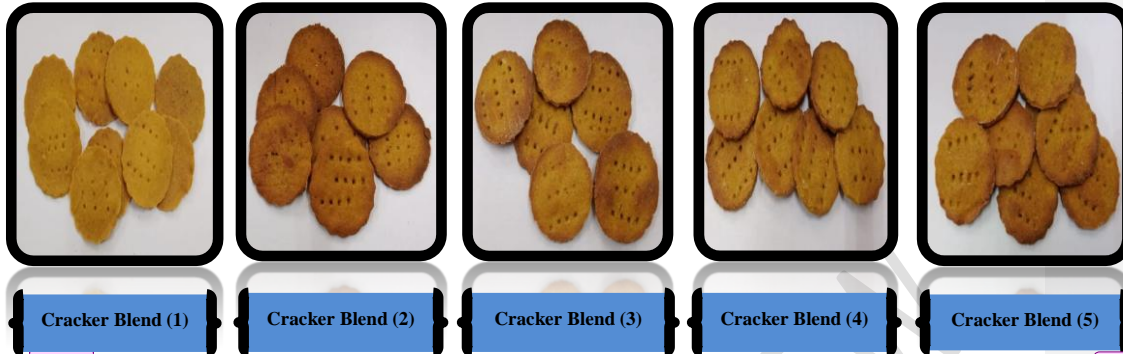 Cracker Blend (1)
Cracker Blend (2)
Cracker Blend (3)
Cracker Blend (4)
Cracker Blend (5)